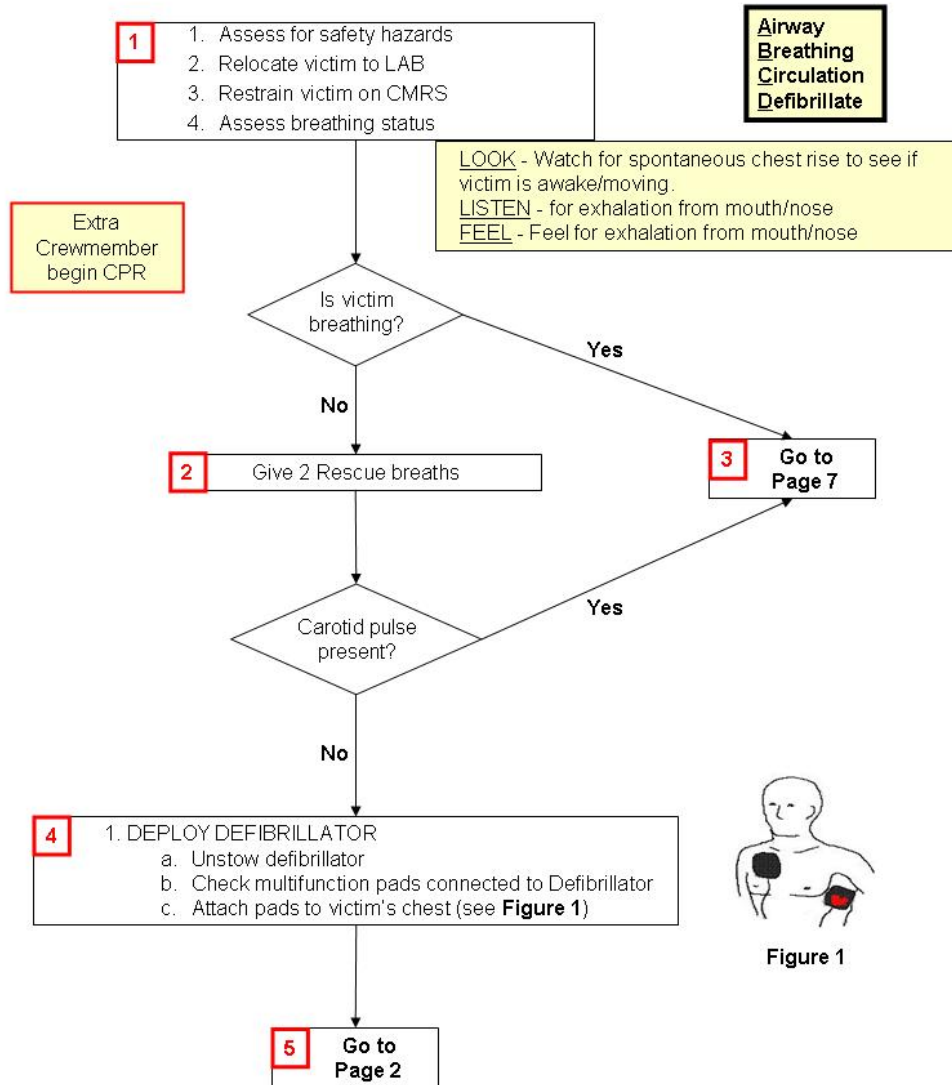 1
1. Assess for safety hazards
2. Relocate victim to LAB
3. Restrain victim on CMRS
4. Assess breathing status
Airway
Breathing
Circulation
Defibrillate
LOOK - Watch for spontaneous chest rise to see if
victim is awake/moving.
LISTEN - for exhalation from mouth/nose
FEEL - Feel for exhalation from mouth/nose
Extra
Crewmember
begin CPR
Is victim
breathing?
Yes
No
2
Give 2 Rescue breaths
3
Go to
Page 7
Carotid pulse
present?
Yes
No
4
1. DEPLOY DEFIBRILLATOR
a. Unstow defibrillator
b. Check multifunction pads connected to Defibrillator
c. Attach pads to victim's chest (see Figure 1)
Figure 1
5
Go to
Page 2